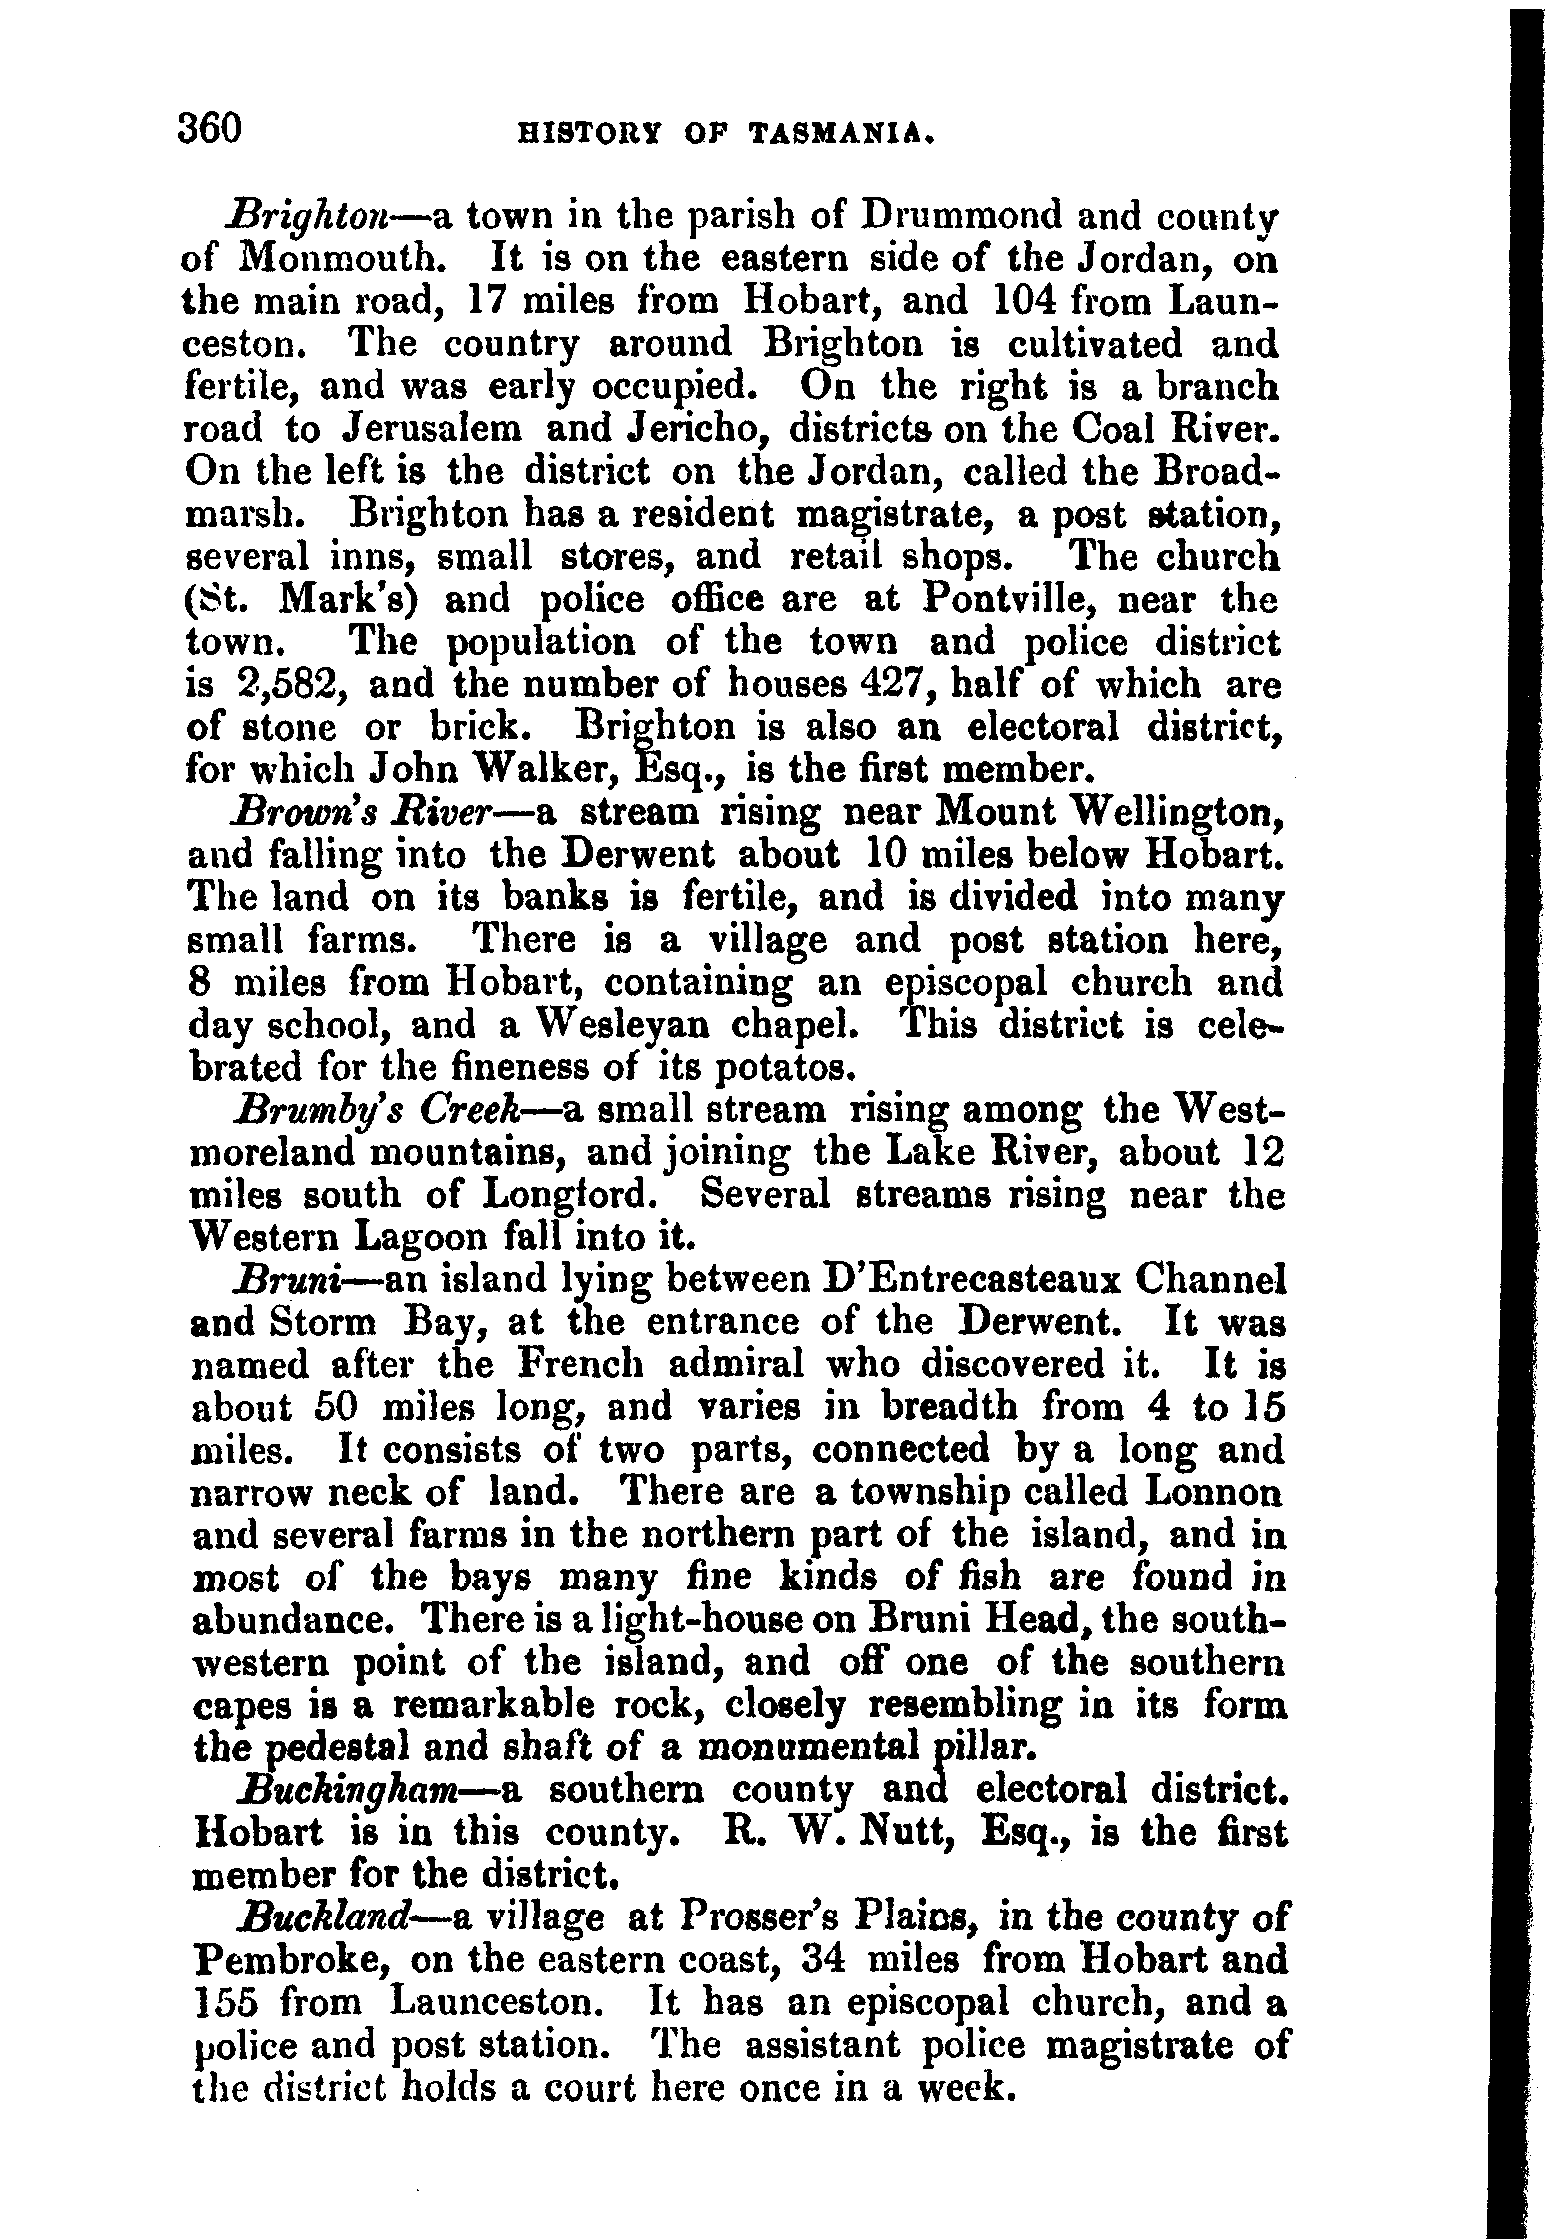 360 HISTORY OF TASMANIA.
Brighton—a town in the parish of Drummond and county
of Monmouth. It is on the eastern side of the Jordan, on
the main road, 17 miles from Hobart, and 104 from Laun-
ceston. The country around Brighton is cultivated and
fertile, and was early occupied. On the right is a branch
road to Jerusalem and Jericho, districts on the Coal River.
On the left is the district on the Jordan, called the Broad-
marsh. Brighton has a resident magistrate, a post station,
several inns, small stores, and retail shops. The church
(St. Mark's) and police office are at Pontville, near the
town. The population of the town and police district
is 2,582, and the number of houses 427, half of which are
of stone or brick. Brighton is also an electoral district,
for which John Walker, Esq., is the first member.
Brown's River—a stream rising near Mount Wellington,
and falling into the Derwent about 10 miles below Hobart.
The land on its banks is fertile, and is divided into many
small farms. There is a village and post station here,
8 miles from Hobart, containing an episcopal church and
day school, and a Wesleyan chapel. This district is cele-
brated for the fineness of its potatos.
Brumby's Creek—a small stream rising among the West-
moreland mountains, and joining the Lake River, about 12
miles south of Longford. Several streams rising near the
Western Lagoon fall into it.
Bruni—an island lying between D'Entrecasteaux Channel
and Storm Bay, at the entrance of the Derwent. It was
named after the French admiral who discovered it. It is
about 50 miles long, and varies in breadth from 4 to 15
miles. It consists of two parts, connected by a long and
narrow neck of land. There are a township called Lonnon
and several farms in the northern part of the island, and in
most of the bays many fine kinds of fish are found in
abundance. There is a light-house on Bruni Head, the south-
western point of the island, and off one of the southern
capes is a remarkable rock, closely resembling in its form
the pedestal and shaft of a monumental pillar.
Buckingham—a southern county and electoral district.
Hobart is in this county. R. W. Nutt, Esq., is the first
member for the district.
Buckland—a village at Prosser's Plains, in the county of
Pembroke, on the eastern coast, 34 miles from Hobart and
155 from Launceston. It has an episcopal church, and a
police and post station. The assistant police magistrate of
the district holds a court here once in a week.